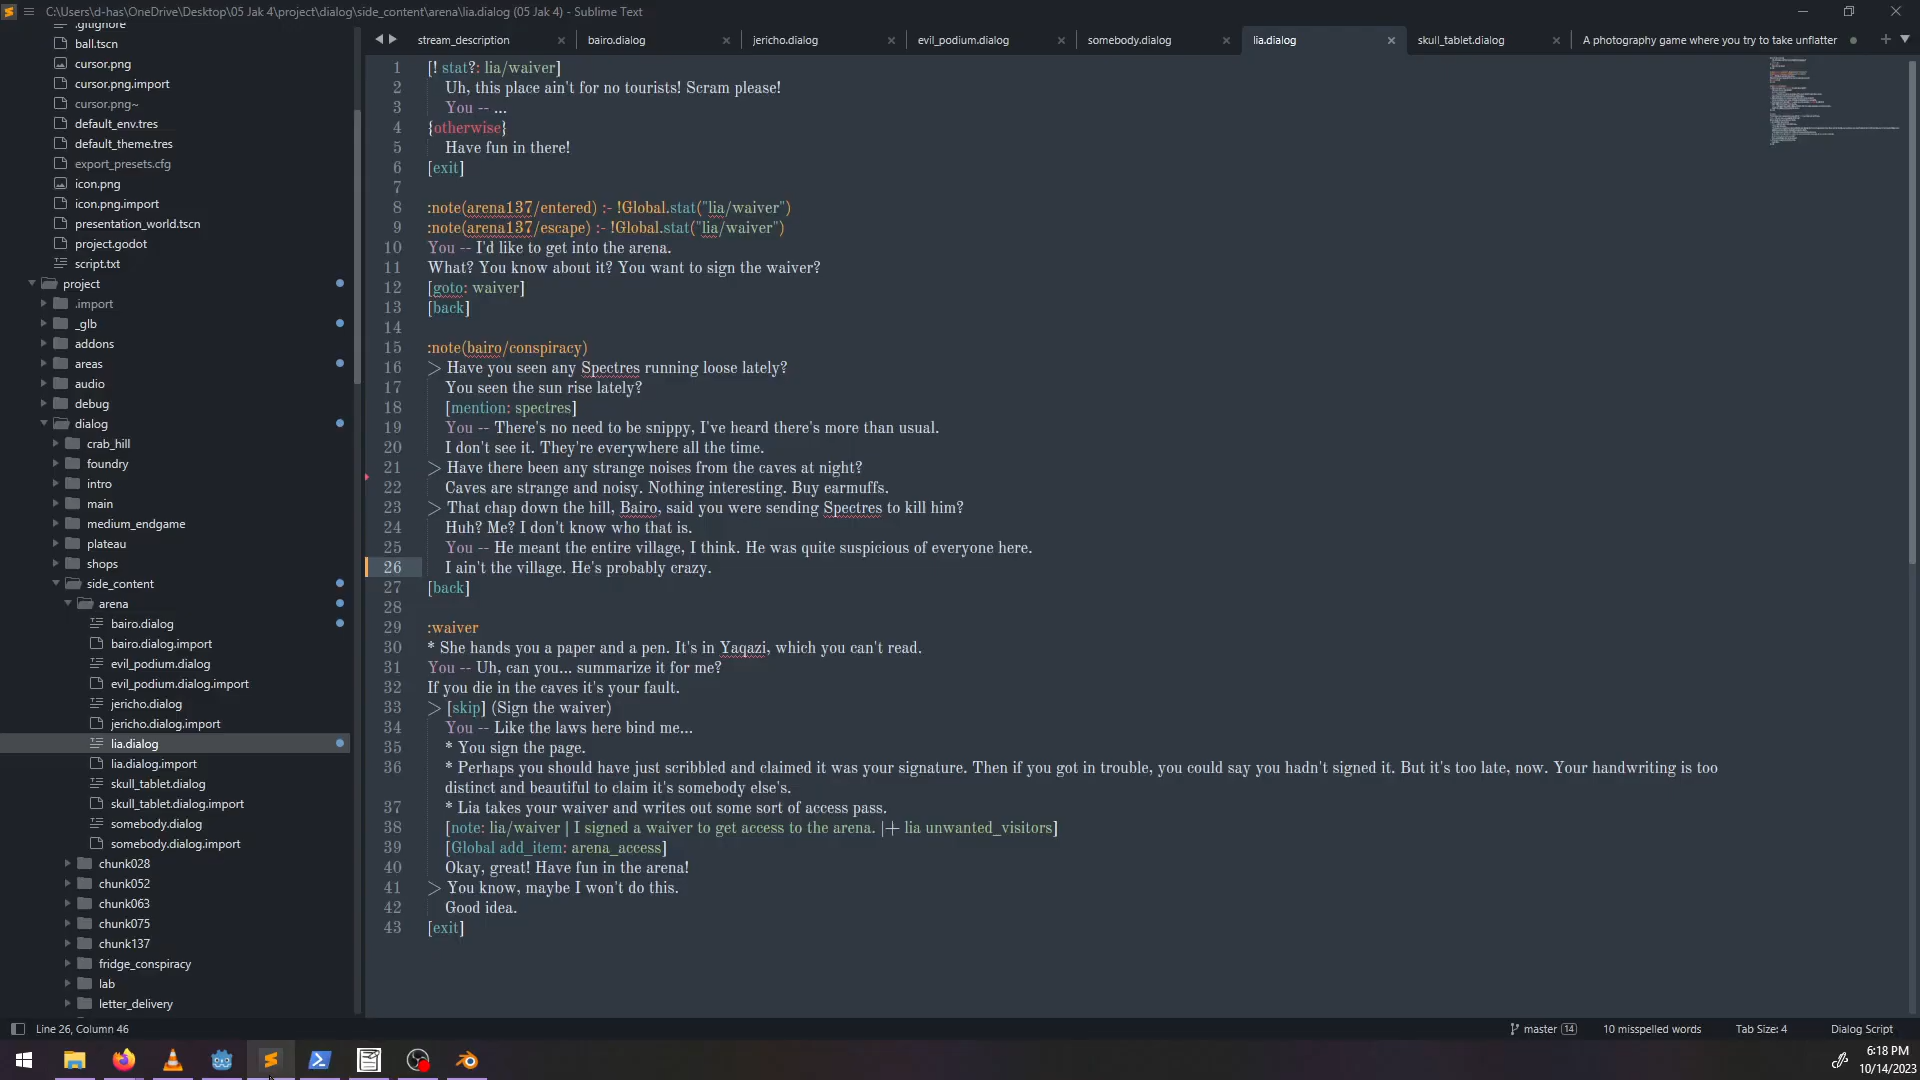 C:\Users\d-has\OneDrive\Desktop\05 Jak 4\project\dialog\side_content\arena\lia.dialog (05 Jak 4) - Sublime Text
.gitignore
ball.tscn
cursor.png
cursor.png.import
cursor.png~
default_env.tres
default_theme.tres
export_presets.cfg
icon.png
icon.png.import
presentation_world.tscn
project.godot
script.txt
project
.import
_glb
addons
areas
audio
debug
dialog
crab_hill
foundry
intro
main
medium_endgame
plateau
shops
side_content
arena
bairo.dialog
bairo.dialog.import
evil_podium.dialog
evil_podium.dialog.import
jericho.dialog
jericho.dialog.import
lia.dialog
lia.dialog.import
skull_tablet.dialog
skull_tablet.dialog.import
somebody.dialog
somebody.dialog.import
chunk028
chunk052
chunk063
chunk075
chunk137
fridge_conspiracy
lab
letter_delivery
stream_description bairo.dialog jericho.dialog evil_podium.dialog somebody.dialog lia.dialog skull_tablet.dialog A photography game where you try to take unflatter
1 [! stat?: lia/waiver]
2 Uh, this place ain't for no tourists! Scram please!
3 You -- ...
4 {otherwise}
5 Have fun in there!
6 [exit]
7
8 :note(arena137/entered) :- !Global.stat("lia/waiver")
9 :note(arena137/escape) :- !Global.stat("lia/waiver")
10 You -- I'd like to get into the arena.
11 What? You know about it? You want to sign the waiver?
12 [goto: waiver]
13 [back]
14
15 :note(bairo/conspiracy)
16 > Have you seen any Spectres running loose lately?
17 You seen the sun rise lately?
18 [mention: spectres]
19 You -- There's no need to be snippy, I've heard there's more than usual.
20 I don't see it. They're everywhere all the time.
21 > Have there been any strange noises from the caves at night?
22 Caves are strange and noisy. Nothing interesting. Buy earmuffs.
23 > That chap down the hill, Bairo, said you were sending Spectres to kill him?
24 Huh? Me? I don't know who that is.
25 You -- He meant the entire village, I think. He was quite suspicious of everyone here.
26 I ain't the village. He's probably crazy.
27 [back]
28
29 :waiver
30 * She hands you a paper and a pen. It's in Yaqazi, which you can't read.
31 You -- Uh, can you... summarize it for me?
32 If you die in the caves it's your fault.
33 > [skip] (Sign the waiver)
34 You -- Like the laws here bind me...
35 * You sign the page.
36 * Perhaps you should have just scribbled and claimed it was your signature. Then if you got in trouble, you could say you hadn't signed it. But it's too late, now. Your handwriting is too
distinct and beautiful to claim it's somebody else's.
37 * Lia takes your waiver and writes out some sort of access pass.
38 [note: lia/waiver | I signed a waiver to get access to the arena. |+ lia unwanted_visitors]
39 [Global add_item: arena_access]
40 Okay, great! Have fun in the arena!
41 > You know, maybe I won't do this.
42 Good idea.
43 [exit]
Line 26, Column 46
master 14 10 misspelled words Tab Size: 4 Dialog Script
6:18 PM
10/14/2023